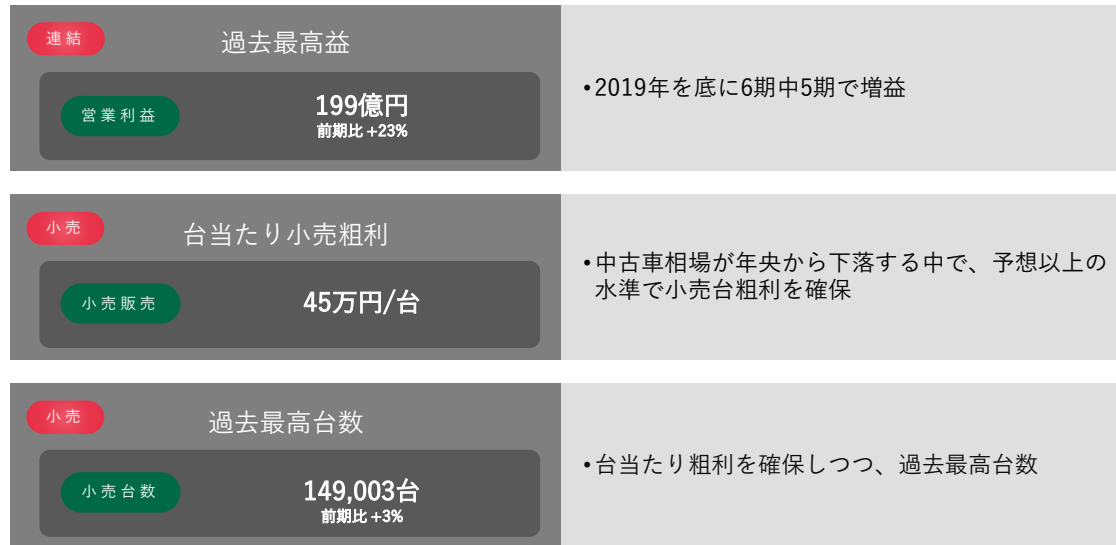 連結
過去最高益
営業利益
199億円
前期比+23%
•2019年を底に6期中5期で増益
小売
台当たり小売粗利
小売販売
45万円/台
•中古車相場が年央から下落する中で、予想以上の
水準で小売台粗利を確保
小売
過去最高台数
小売台数
149,003台
前期比+3%
•台当たり粗利を確保しつつ、過去最高台数